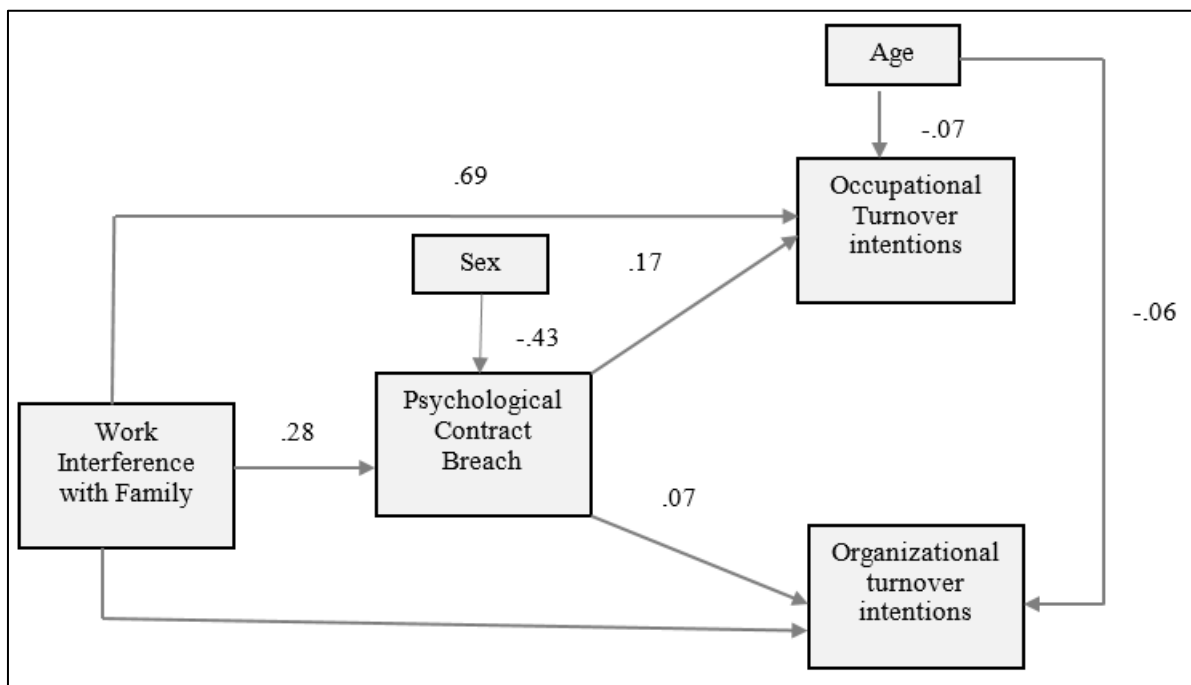 Age
-.07
.69
Occupational
Turnover
intentions
Sex
.17
-.43
-.06
Psychological
Contract
Breach
Work
Interference
with Family
.28
.07
Organizational
turnover
intentions